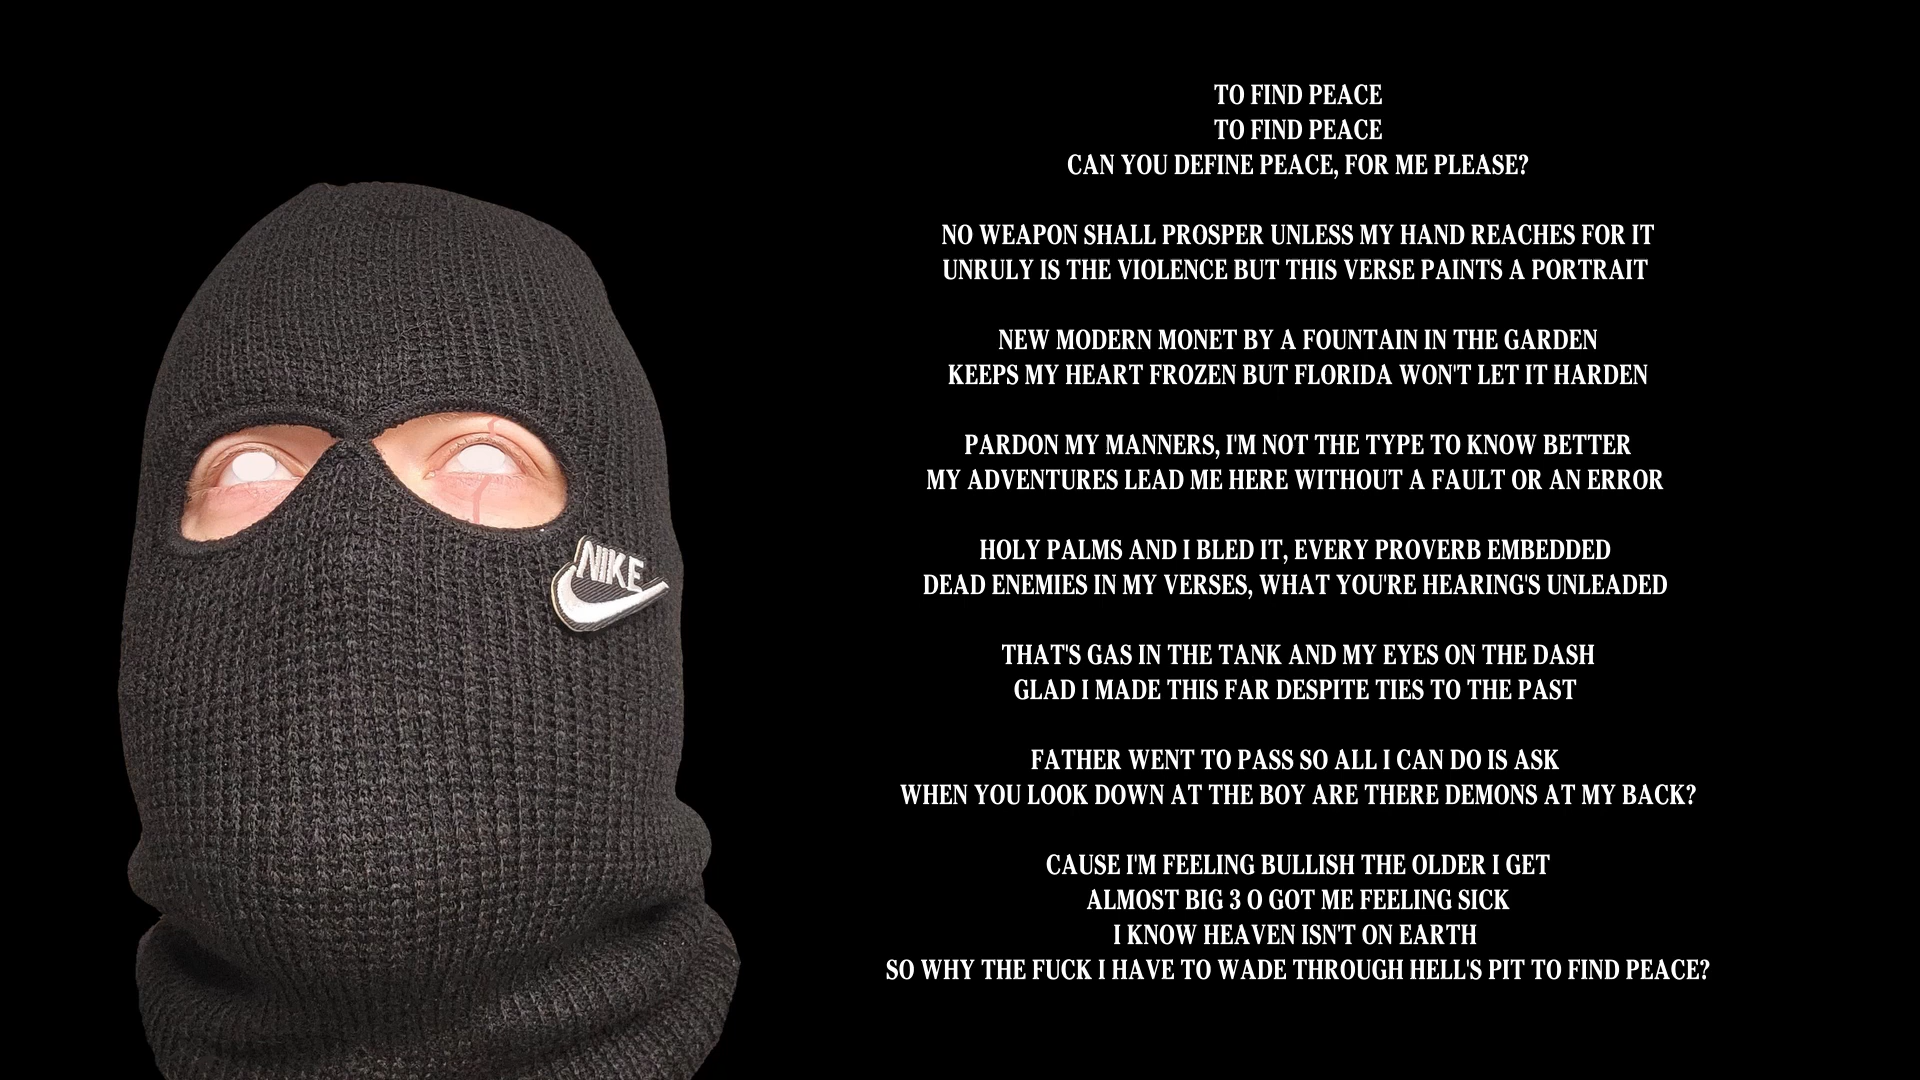 TO FIND PEACE
TO FIND PEACE
CAN YOU DEFINE PEACE, FOR ME PLEASE?
NO WEAPON SHALL PROSPER UNLESS MY HAND REACHES FOR IT
UNRULY IS THE VIOLENCE BUT THIS VERSE PAINTS A PORTRAIT
NEW MODERN MONET BY A FOUNTAIN IN THE GARDEN
KEEPS MY HEART FROZEN BUT FLORIDA WON'T LET IT HARDEN
PARDON MY MANNERS, I'M NOT THE TYPE TO KNOW BETTER
MY ADVENTURES LEAD ME HERE WITHOUT A FAULT OR AN ERROR
HOLY PALMS AND I BLED IT, EVERY PROVERB EMBEDDED
DEAD ENEMIES IN MY VERSES, WHAT YOU'RE HEARING'S UNLEADED
THAT'S GAS IN THE TANK AND MY EYES ON THE DASH
GLAD I MADE THIS FAR DESPITE TIES TO THE PAST
FATHER WENT TO PASS SO ALL I CAN DO IS ASK
WHEN YOU LOOK DOWN AT THE BOY ARE THERE DEMONS AT MY BACK?
CAUSE I'M FEELING BULLISH THE OLDER I GET
ALMOST BIG 3 O GOT ME FEELING SICK
I KNOW HEAVEN ISN'T ON EARTH
SO WHY THE FUCK I HAVE TO WADE THROUGH HELL'S PIT TO FIND PEACE?
NIKE